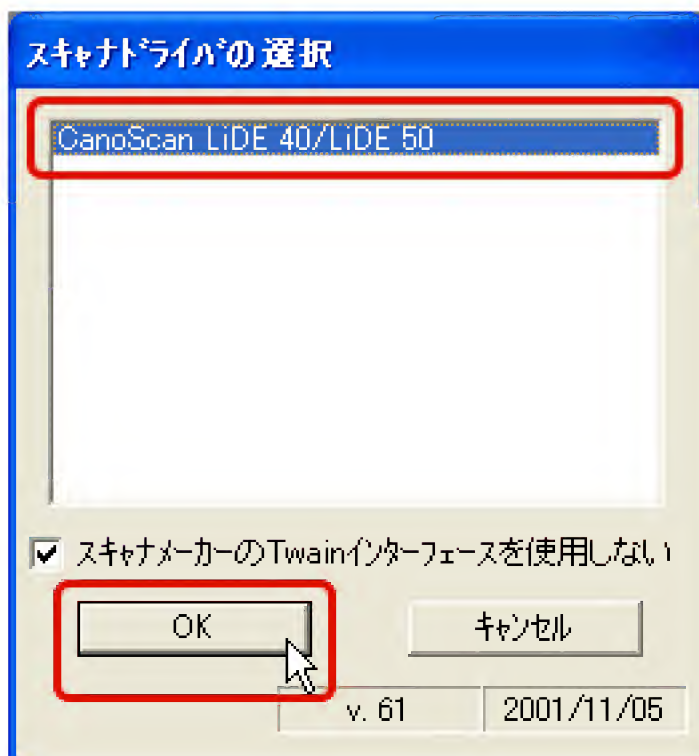 スキャナドライバの選択
CanoScan LiDE 40/LiDE 50
スキャナメーカーのTwainインターフェースを使用しない
OK
キャンセル
v. 61
2001/11/05